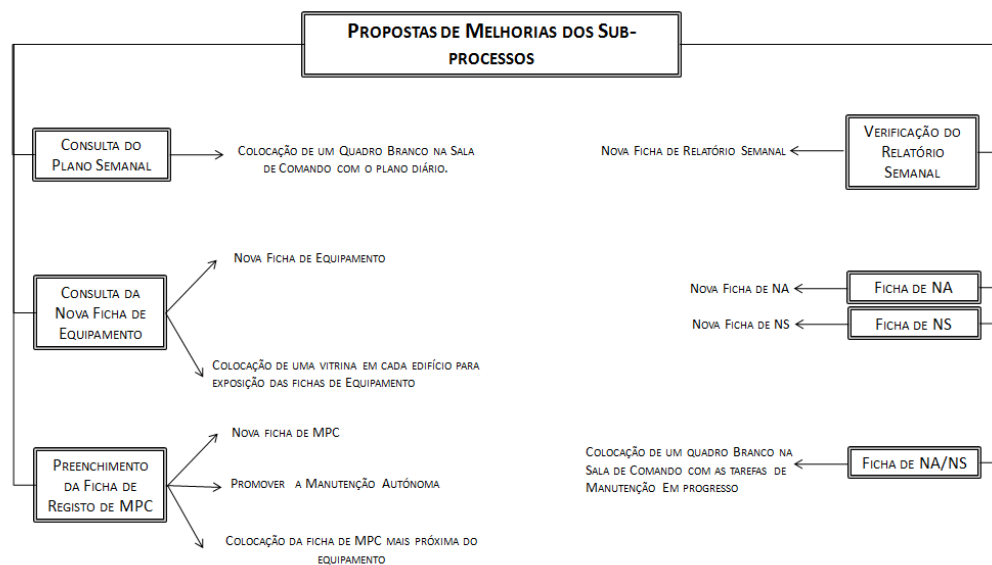 PROPOSTAS DE MELHORIAS DOS SUB-
PROCESSOS
CONSULTA DO
PLANO SEMANAL
COLOCAÇÃO DE UM QUADRO BRANCO NA SALA
DE COMANDO COM O PLANO DIÁRIO.
CONSULTA DA
NOVA FICHA DE
EQUIPAMENTO
NOVA FICHA DE EQUIPAMENTO
COLOCAÇÃO DE UMA VITRINA EM CADA EDIFÍCIO PARA
EXPOSIÇÃO DAS FICHAS DE EQUIPAMENTO
PREENCHIMENTO
DA FICHA DE
REGISTO DE MPC
NOVA FICHA DE MPC
PROMOVER A MANUTENÇÃO AUTÓNOMA
COLOCAÇÃO DA FICHA DE MPC MAIS PRÓXIMA DO
EQUIPAMENTO
VERIFICAÇÃO DO
RELATÓRIO
SEMANAL
NOVA FICHA DE RELATÓRIO SEMANAL
FICHA DE NA
NOVA FICHA DE NA
FICHA DE NS
NOVA FICHA DE NS
FICHA DE NA/NS
COLOCAÇÃO DE UM QUADRO BRANCO NA
SALA DE COMANDO COM AS TAREFAS DE
MANUTENÇÃO EM PROGRESSO